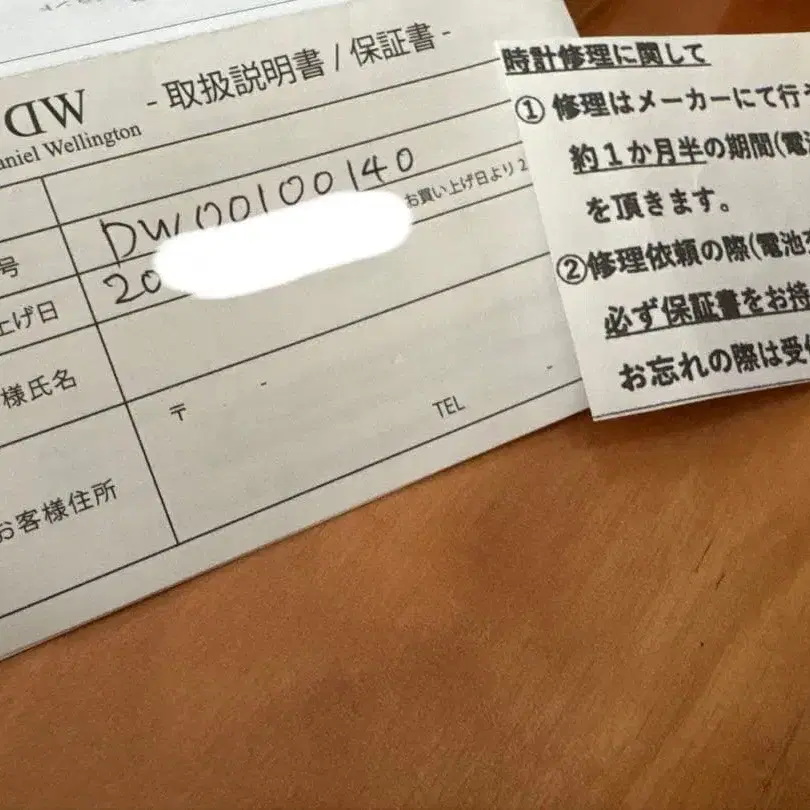 DW
aniel Wellington
- 取扱説明書 / 保証書 -
号
DW00100140
上げ日
20
お買い上げ日より2
様氏名
お客様住所
〒 -
TEL -
時計修理に関して
① 修理はメーカーにて行
約1か月半の期間(電
を頂きます。
②修理依頼の際(電池
必ず保証書をお持
お忘れの際は受